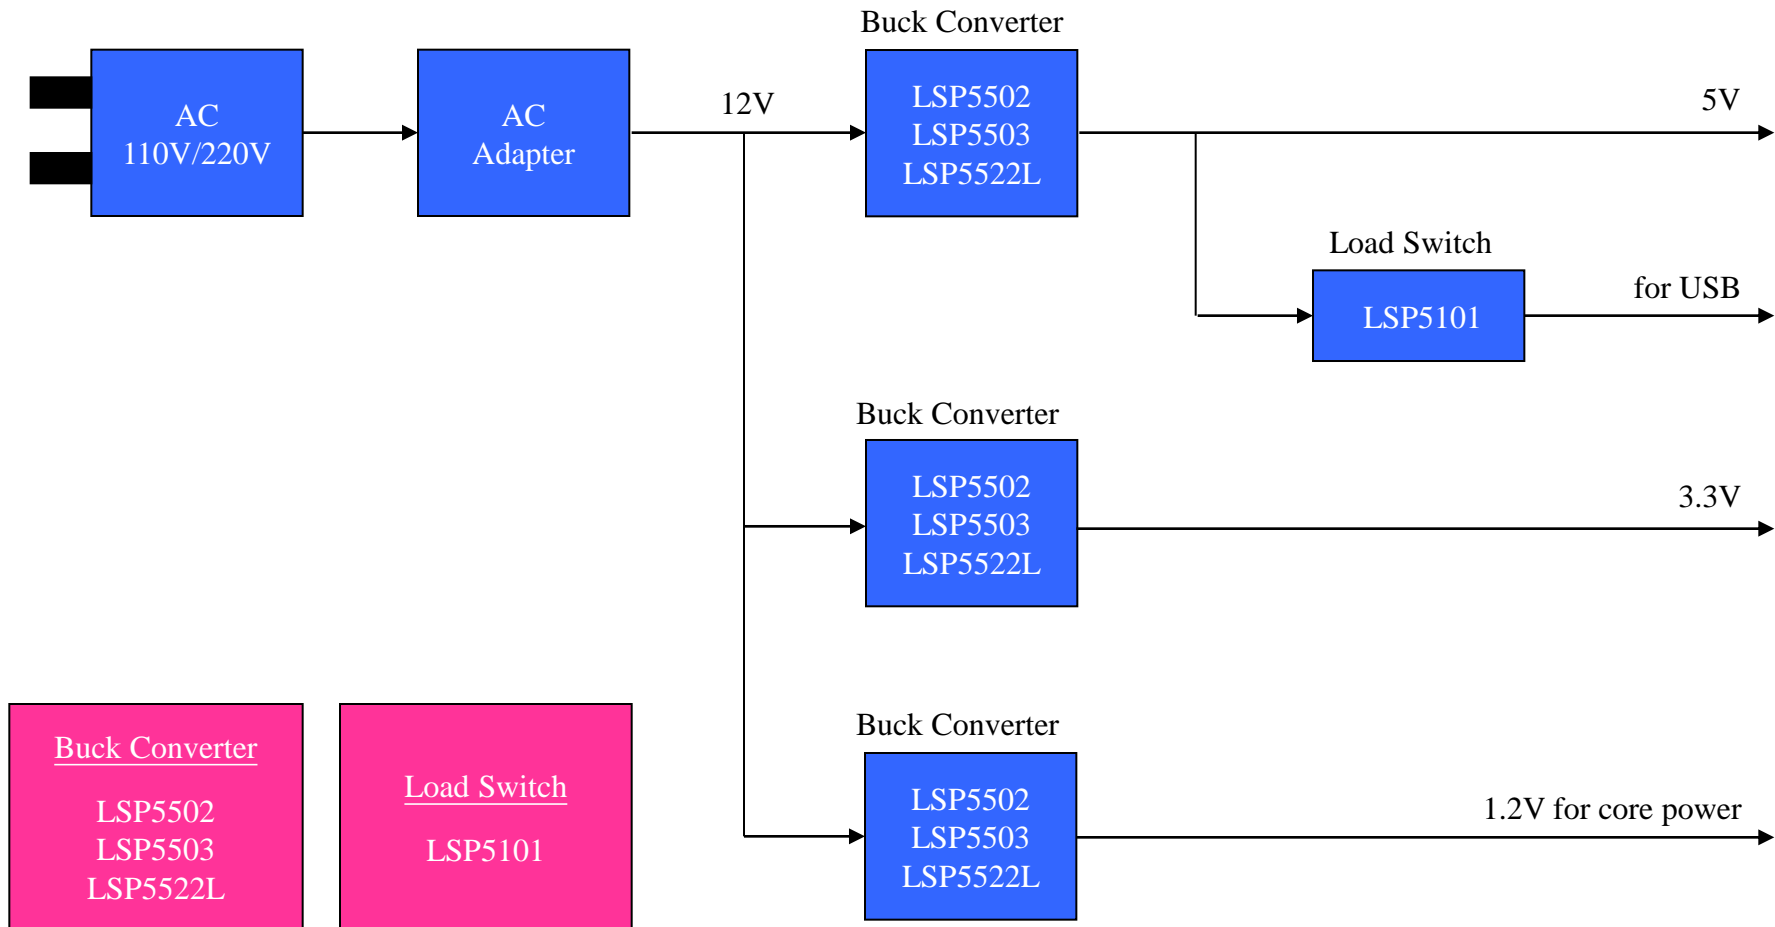 Buck Converter
AC
110V/220V
AC
Adapter
12V
LSP5502
LSP5503
LSP5522L
5V
Load Switch
LSP5101
for USB
Buck Converter
LSP5502
LSP5503
LSP5522L
3.3V
Buck Converter
LSP5502
LSP5503
LSP5522L
1.2V for core power
Buck Converter
LSP5502
LSP5503
LSP5522L
Load Switch
LSP5101